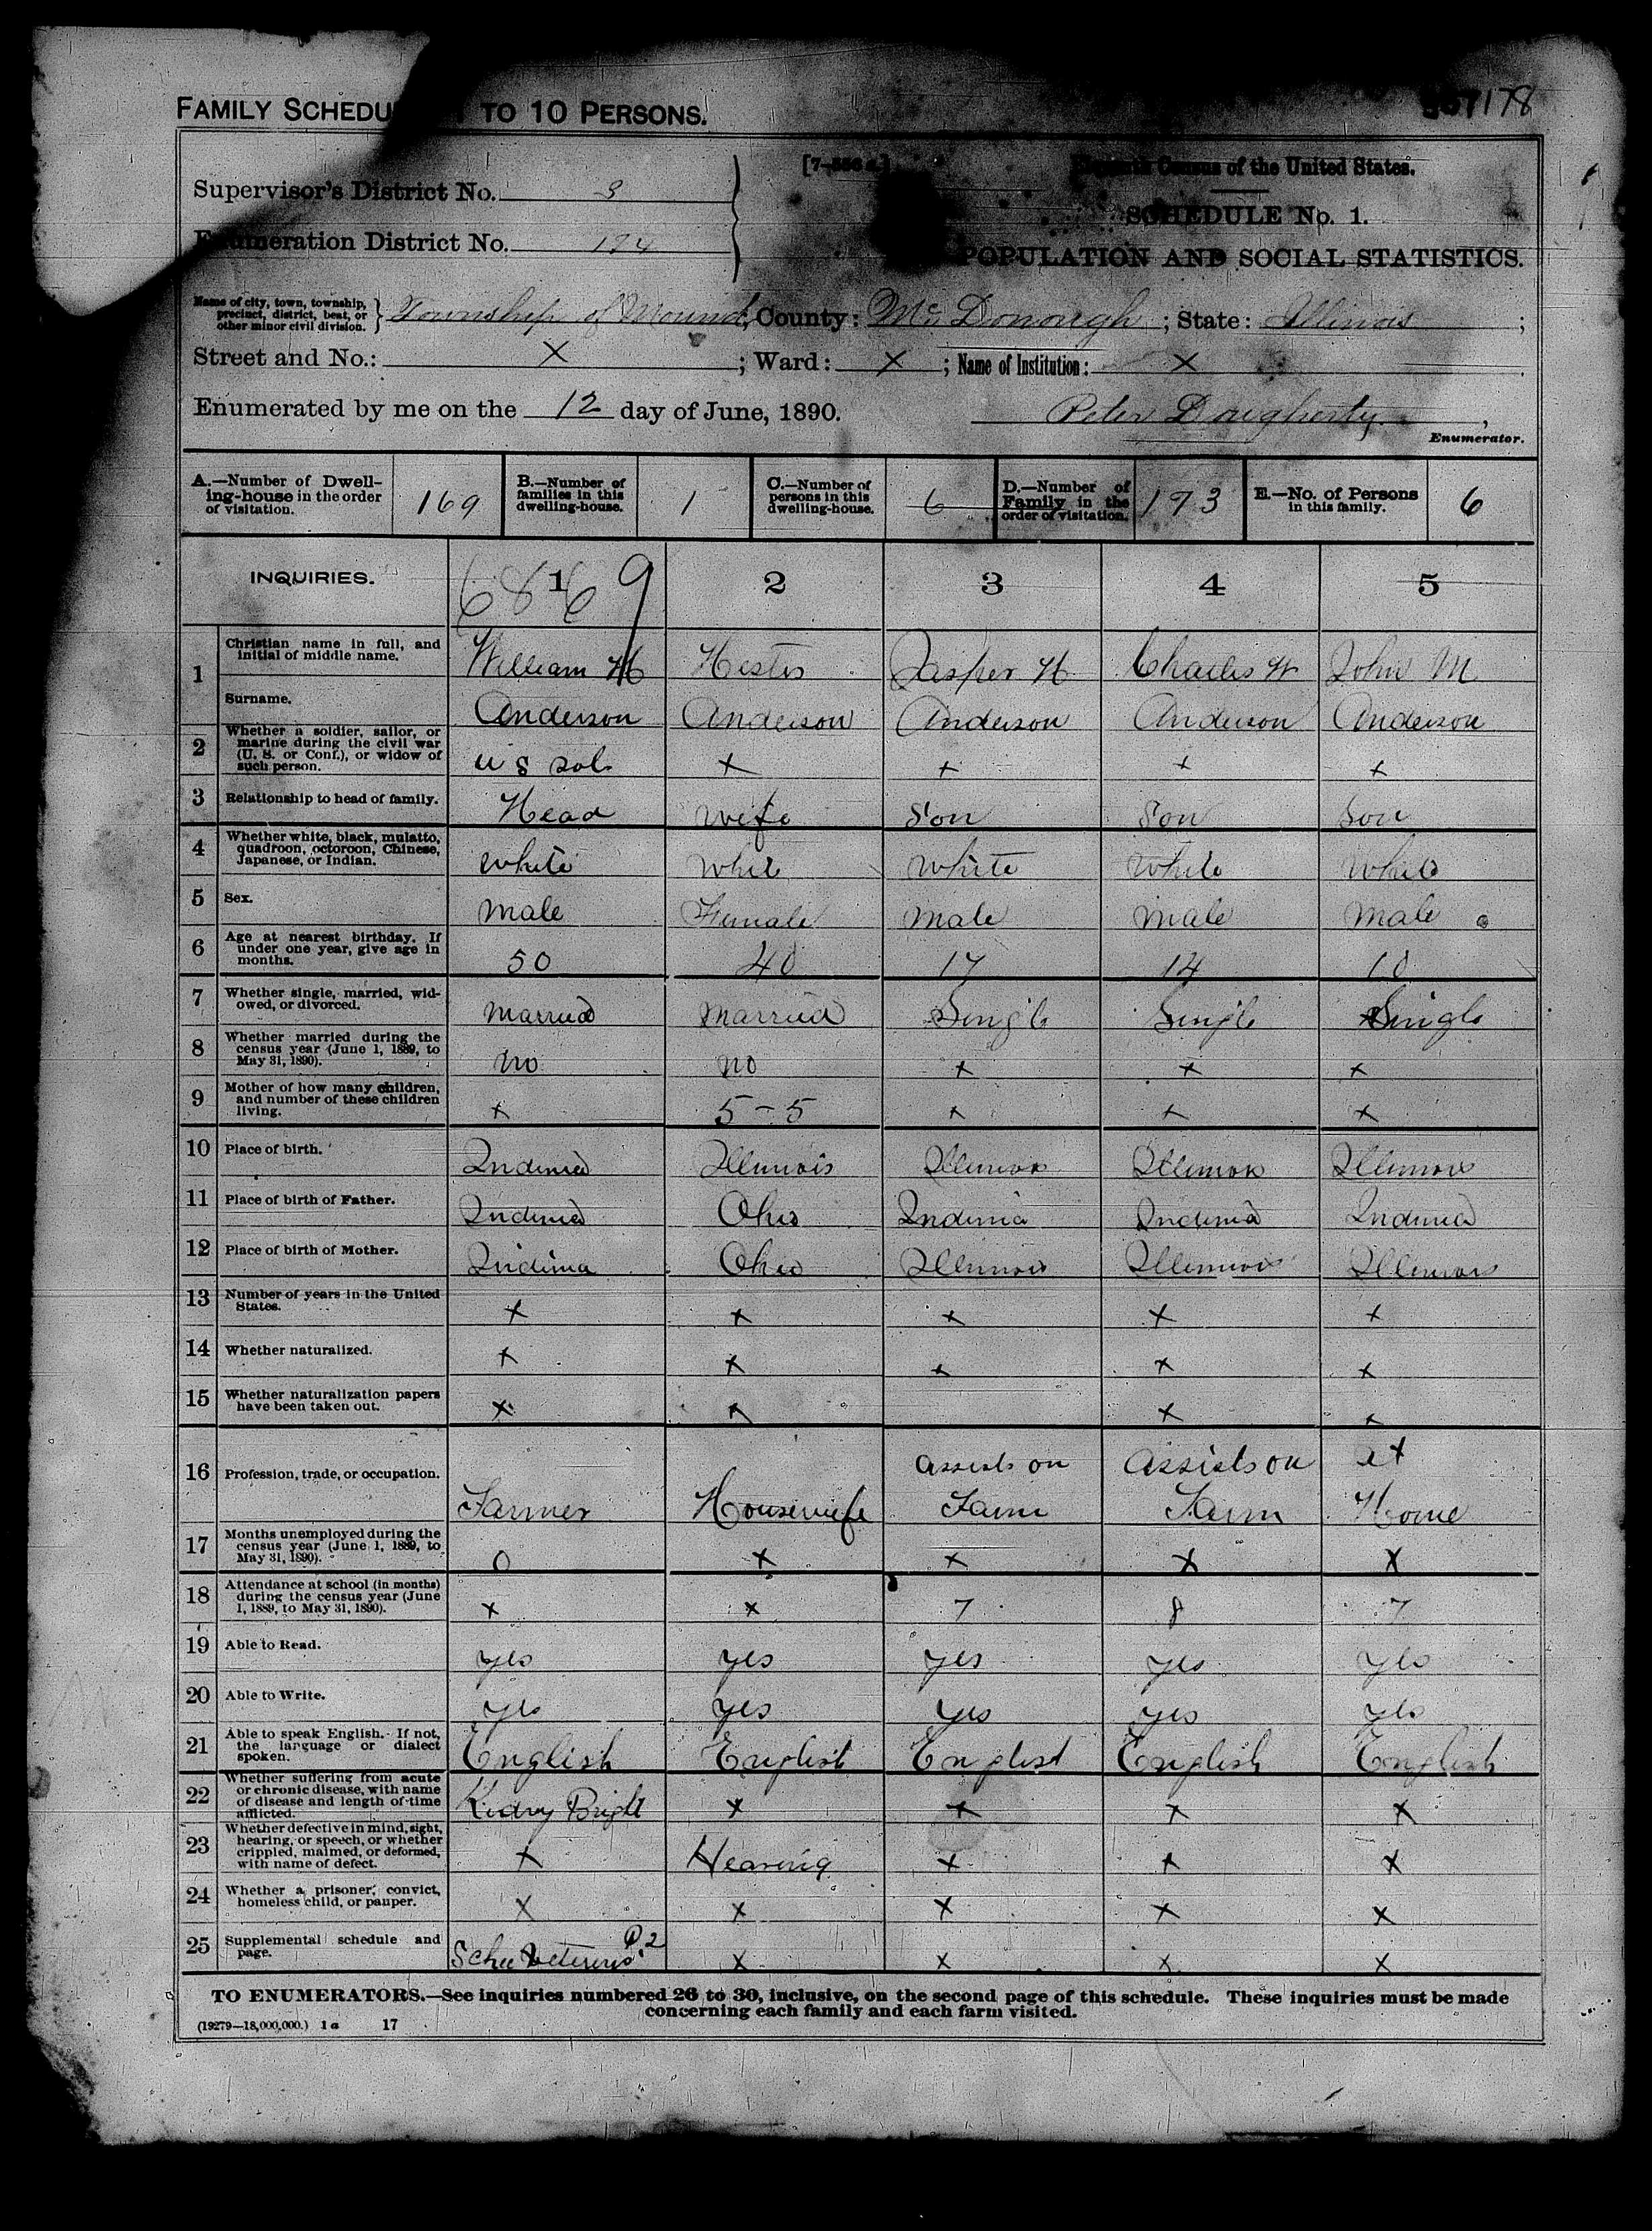 FAMILY SCHEDU TO 10 PERSONS.
7178
Supervisor's District No. 3
Enumeration District No. 174
[7-556 a.]
Eleventh Census of the United States.
SCHEDULE No. 1.
POPULATION AND SOCIAL STATISTICS.
Name of city, town, township, precinct, district, beat, or other minor civil division. } Township of Mound; County: McDonough; State: Illinois;
Street and No.: X; Ward: X; Name of Institution: X
Enumerated by me on the 12 day of June, 1890. Peter Dougherty,
Enumerator.
A.—Number of Dwelling-house in the order of visitation. 169 B.—Number of families in this dwelling-house. 1 C.—Number of persons in this dwelling-house. 6 D.—Number of Family in the order of visitation. 173 E.—No. of Persons in this family. 6
INQUIRIES. 1 2 3 4 5
6869
1 Christian name in full, and initial of middle name. William H Hester Jasper H Charles W John M
Surname. Anderson Anderson Anderson Anderson Anderson
2 Whether a soldier, sailor, or marine during the civil war (U. S. or Conf.), or widow of such person. U S sol x x x x
3 Relationship to head of family. Head wife Son Son Son
4 Whether white, black, mulatto, quadroon, octoroon, Chinese, Japanese, or Indian. white whit white white white
5 Sex. male Female male male male
6 Age at nearest birthday. If under one year, give age in months. 50 40 17 14 10
7 Whether single, married, widowed, or divorced. married married Single Single Single
8 Whether married during the census year (June 1, 1889, to May 31, 1890). no no x x x
9 Mother of how many children, and number of these children living. x 5-5 x x x
10 Place of birth. Indina Illinois Illinois Illinois Illinois
11 Place of birth of Father. Indina Ohio Indina Indina Indina
12 Place of birth of Mother. Indina Ohio Illinois Illinois Illinois
13 Number of years in the United States. x x x x x
14 Whether naturalized. x x x x x
15 Whether naturalization papers have been taken out. x x x x
16 Profession, trade, or occupation. Farmer Housewife assists on Farm assists on Farm at Home
17 Months unemployed during the census year (June 1, 1889, to May 31, 1890). 0 x x x x
18 Attendance at school (in months) during the census year (June 1, 1889, to May 31, 1890). x x 7 8 7
19 Able to Read. yes yes yes yes yes
20 Able to Write. yes yes yes yes yes
21 Able to speak English. If not, the language or dialect spoken. English English English English English
22 Whether suffering from acute or chronic disease, with name of disease and length of time afflicted. Kidny Bright x x x x
23 Whether defective in mind, sight, hearing, or speech, or whether crippled, maimed, or deformed, with name of defect. x Hearing x x x
24 Whether a prisoner, convict, homeless child, or pauper. x x x x x
25 Supplemental schedule and page. P. 2 x x x x
TO ENUMERATORS.—See inquiries numbered 26 to 30, inclusive, on the second page of this schedule. These inquiries must be made
concerning each family and each farm visited.
(19279—18,000,000.) 1 a 17